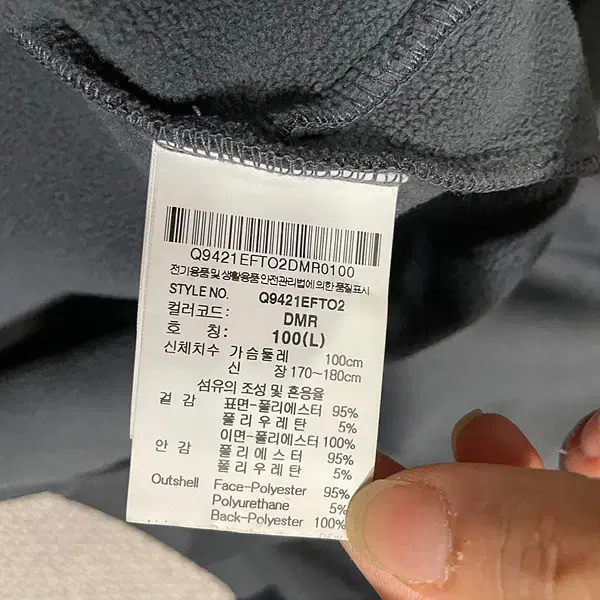 Q9421EFTO2DMR0100
전기용품 및 생활용품 안전관리법에 의한 품질표시
STYLE NO. Q9421EFTO2
컬러코드: DMR
호 칭: 100(L)
신체치수 가슴둘레 100cm
신 장 170~180cm
섬유의 조성 및 혼용율
겉 감 표면-폴리에스터 95%
폴리우레탄 5%
이면-폴리에스터 100%
안 감 폴리에스터 95%
폴리우레탄 5%
Outshell Face-Polyester 95%
Polyurethane 5%
Back-Polyester 100%